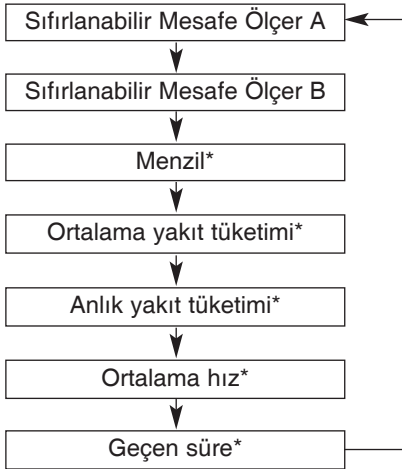 Sıfırlanabilir Mesafe Ölçer A
Sıfırlanabilir Mesafe Ölçer B
Menzil*
Ortalama yakıt tüketimi*
Anlık yakıt tüketimi*
Ortalama hız*
Geçen süre*